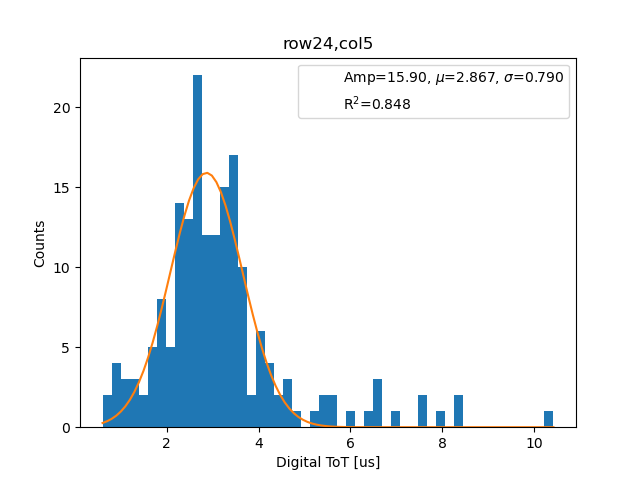 row24,col5
Amp=15.90, μ=2.867, σ=0.790
R²=0.848
Counts
20
15
10
5
0
2 4 6 8 10
Digital ToT [us]